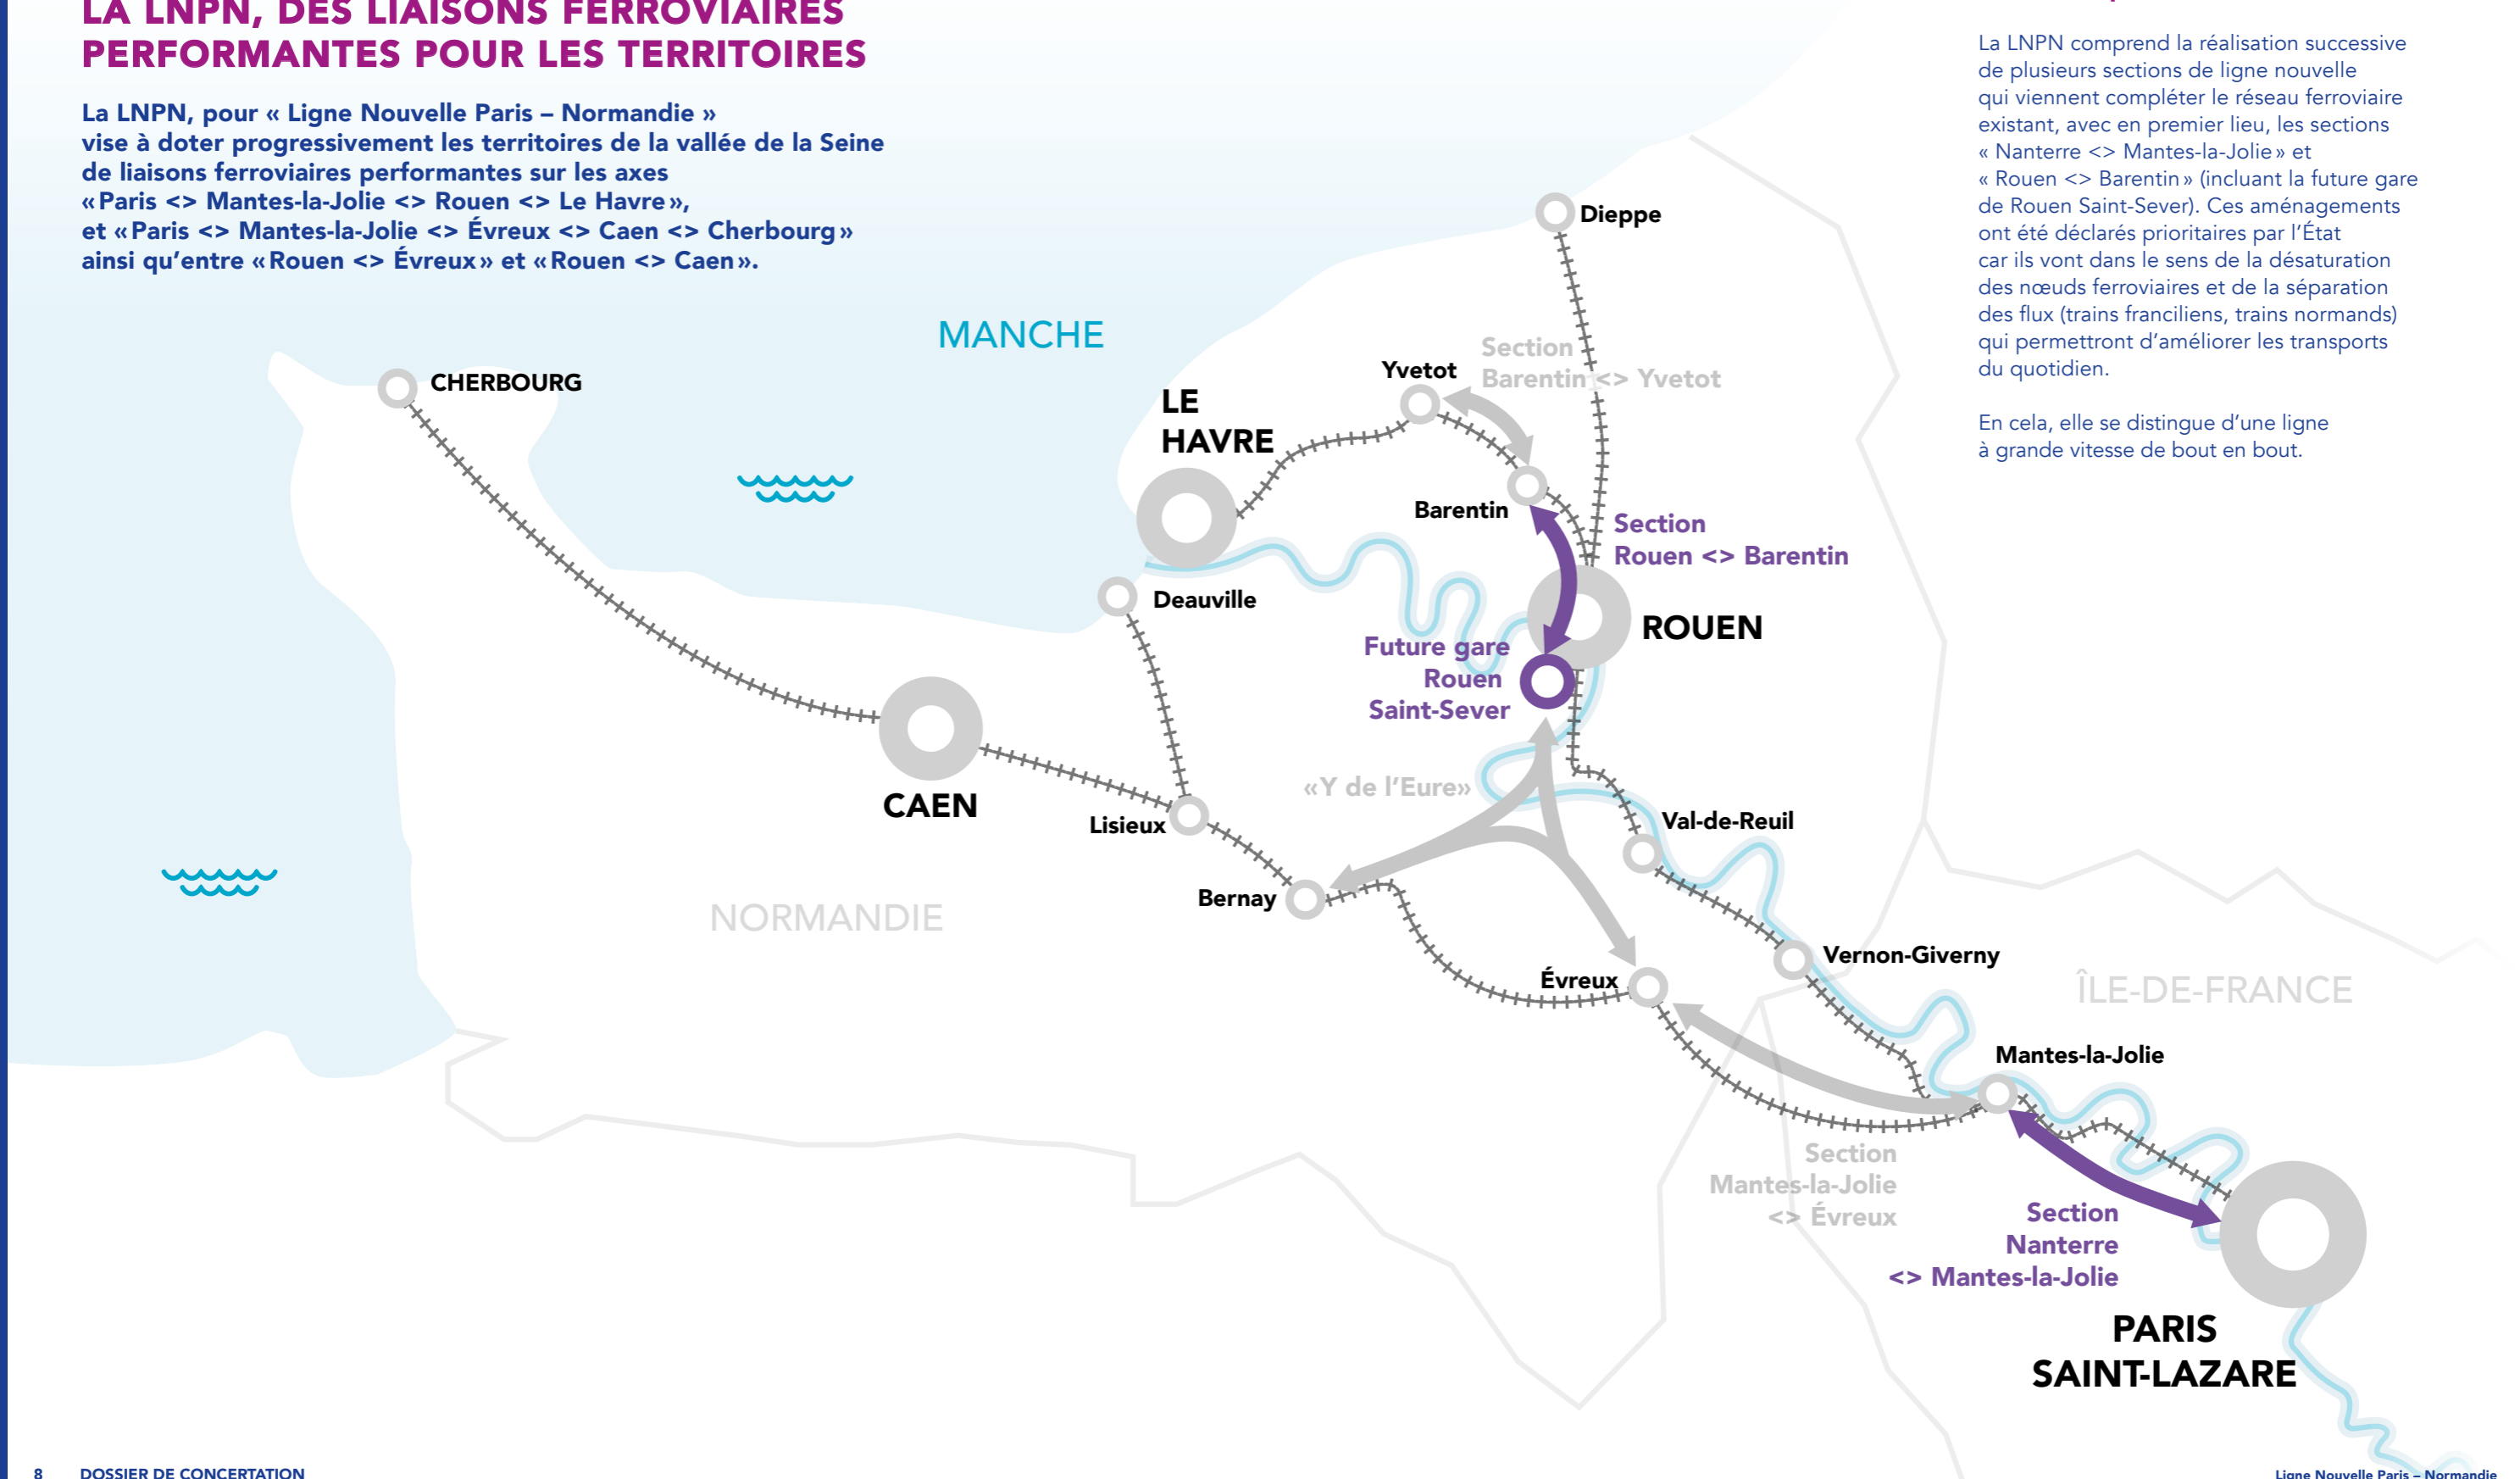 LA LNPN, DES LIAISONS FERROVIAIRES
PERFORMANTES POUR LES TERRITOIRES
La LNPN, pour « Ligne Nouvelle Paris – Normandie »
vise à doter progressivement les territoires de la vallée de la Seine
de liaisons ferroviaires performantes sur les axes
«Paris <> Mantes-la-Jolie <> Rouen <> Le Havre»,
et «Paris <> Mantes-la-Jolie <> Évreux <> Caen <> Cherbourg»
ainsi qu'entre «Rouen <> Évreux» et «Rouen <> Caen».
La LNPN comprend la réalisation successive
de plusieurs sections de ligne nouvelle
qui viennent compléter le réseau ferroviaire
existant, avec en premier lieu, les sections
« Nanterre <> Mantes-la-Jolie» et
« Rouen <> Barentin» (incluant la future gare
de Rouen Saint-Sever). Ces aménagements
ont été déclarés prioritaires par l'État
car ils vont dans le sens de la désaturation
des nœuds ferroviaires et de la séparation
des flux (trains franciliens, trains normands)
qui permettront d'améliorer les transports
du quotidien.
En cela, elle se distingue d'une ligne
à grande vitesse de bout en bout.
Dieppe
MANCHE
Section
Barentin <> Yvetot
Yvetot
CHERBOURG
LE
HAVRE
Barentin
Section
Rouen <> Barentin
Deauville
ROUEN
Future gare
Rouen
Saint-Sever
«Y de l'Eure»
CAEN
Lisieux
Val-de-Reuil
Bernay
NORMANDIE
Vernon-Giverny
Évreux
ÎLE-DE-FRANCE
Mantes-la-Jolie
Section
Mantes-la-Jolie
<> Évreux
Section
Nanterre
<> Mantes-la-Jolie
PARIS
SAINT-LAZARE
8 DOSSIER DE CONCERTATION
Ligne Nouvelle Paris – Normandie